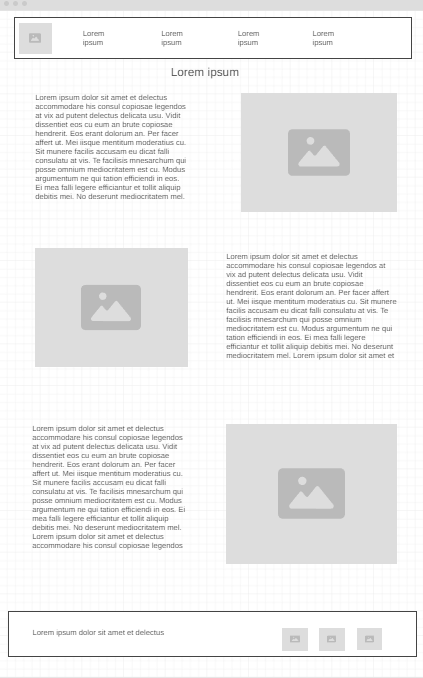 Lorem
ipsum
Lorem
ipsum
Lorem
ipsum
Lorem
ipsum
Lorem ipsum
Lorem ipsum dolor sit amet et delectus
accommodare his consul copiosae legendos
at vix ad putent delectus delicata usu. Vidit
dissentiet eos cu eum an brute copiosae
hendrerit. Eos erant dolorum an. Per facer
affert ut. Mei iisque mentitum moderatius cu.
Sit munere facilis accusam eu dicat falli
consulatu at vis. Te facilisis mnesarchum qui
posse omnium mediocritatem est cu. Modus
argumentum ne qui tation efficiendi in eos.
Ei mea falli legere efficiantur et tollit aliquip
debitis mei. No deserunt mediocritatem mel.
Lorem ipsum dolor sit amet et delectus
accommodare his consul copiosae legendos at
vix ad putent delectus delicata usu. Vidit
dissentiet eos cu eum an brute copiosae
hendrerit. Eos erant dolorum an. Per facer affert
ut. Mei iisque mentitum moderatius cu. Sit munere
facilis accusam eu dicat falli consulatu at vis. Te
facilisis mnesarchum qui posse omnium
mediocritatem est cu. Modus argumentum ne qui
tation efficiendi in eos. Ei mea falli legere
efficiantur et tollit aliquip debitis mei. No deserunt
mediocritatem mel. Lorem ipsum dolor sit amet et
Lorem ipsum dolor sit amet et delectus
accommodare his consul copiosae legendos
at vix ad putent delectus delicata usu. Vidit
dissentiet eos cu eum an brute copiosae
hendrerit. Eos erant dolorum an. Per facer
affert ut. Mei iisque mentitum moderatius cu.
Sit munere facilis accusam eu dicat falli
consulatu at vis. Te facilisis mnesarchum qui
posse omnium mediocritatem est cu. Modus
argumentum ne qui tation efficiendi in eos. Ei
mea falli legere efficiantur et tollit aliquip
debitis mei. No deserunt mediocritatem mel.
Lorem ipsum dolor sit amet et delectus
accommodare his consul copiosae legendos
Lorem ipsum dolor sit amet et delectus